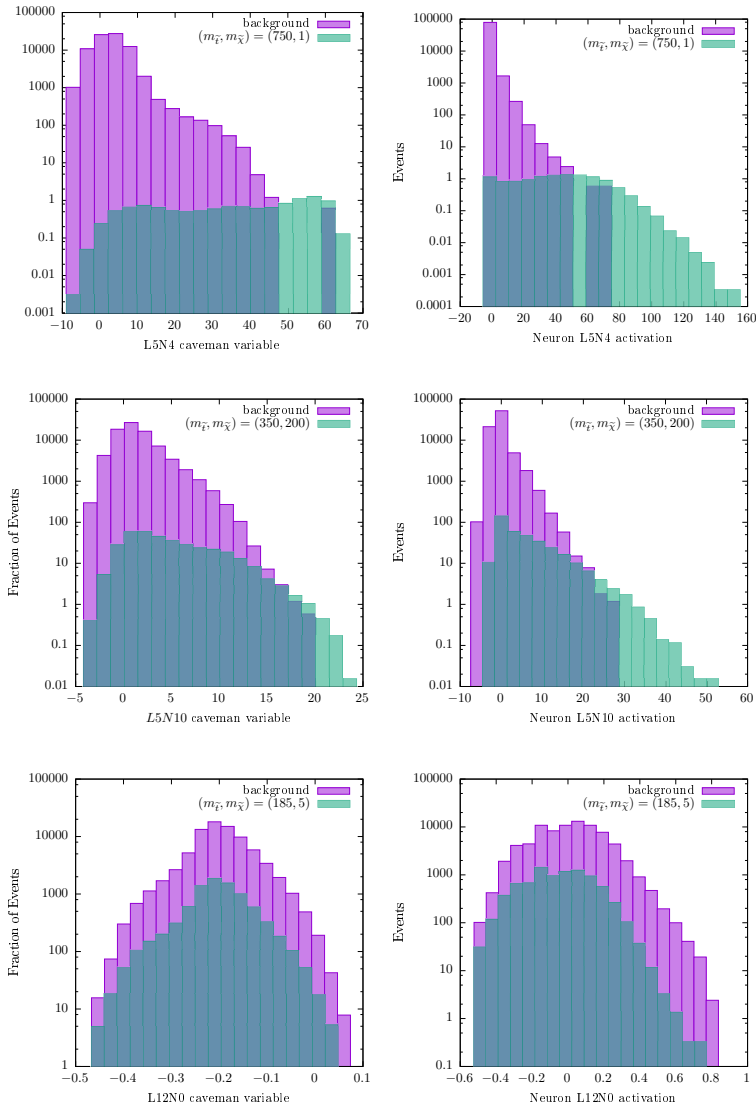 100000
10000
1000
100
10
1
0.1
0.01
0.001
−10 0 10 20 30 40 50 60 70
L5N4 caveman variable
background
(m_t̃, m_χ̃) = (750, 1)
Events
100000
10000
1000
100
10
1
0.1
0.01
0.001
0.0001
−20 0 20 40 60 80 100 120 140 160
Neuron L5N4 activation
background
(m_t̃, m_χ̃) = (750, 1)
Fraction of Events
100000
10000
1000
100
10
1
0.1
0.01
−5 0 5 10 15 20 25
L5N10 caveman variable
background
(m_t̃, m_χ̃) = (350, 200)
Events
100000
10000
1000
100
10
1
0.1
0.01
−10 0 10 20 30 40 50 60
Neuron L5N10 activation
background
(m_t̃, m_χ̃) = (350, 200)
Fraction of Events
100000
10000
1000
100
10
1
−0.5 −0.4 −0.3 −0.2 −0.1 0 0.1
L12N0 caveman variable
background
(m_t̃, m_χ̃) = (185, 5)
Events
100000
10000
1000
100
10
1
0.1
−0.6 −0.4 −0.2 0 0.2 0.4 0.6 0.8 1
Neuron L12N0 activation
background
(m_t̃, m_χ̃) = (185, 5)